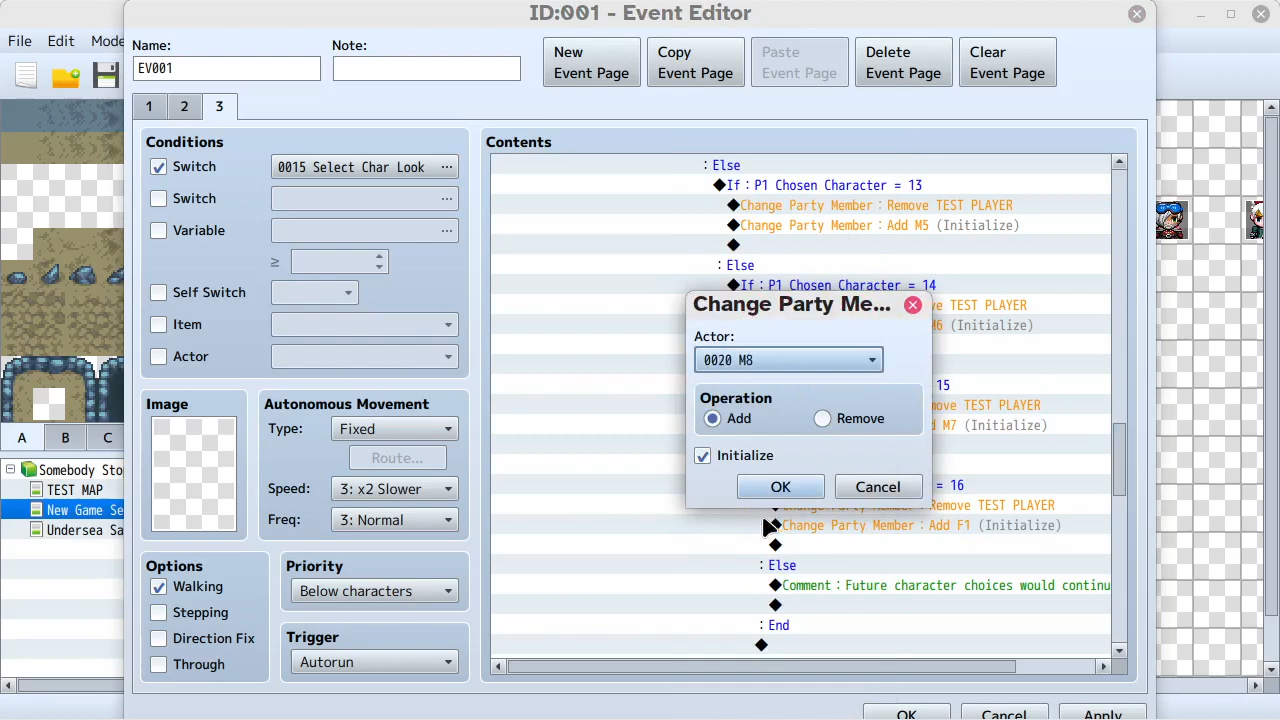 ID:001 - Event Editor
File Edit Mode
Name:
Note:
EV001
New
Event Page
Copy
Event Page
Paste
Event Page
Delete
Event Page
Clear
Event Page
1 2 3
Conditions
Switch
0015 Select Char Look ...
Switch
...
Variable
...
≥
Self Switch
Item
Actor
Image
Autonomous Movement
Type:
Fixed
Route...
Speed:
3: x2 Slower
Freq:
3: Normal
Options
Walking
Stepping
Direction Fix
Through
Priority
Below characters
Trigger
Autorun
Contents
: Else
◆If : P1 Chosen Character = 13
◆Change Party Member : Remove TEST PLAYER
◆Change Party Member : Add M5 (Initialize)
◆
: Else
◆If : P1 Chosen Character = 14
ve TEST PLAYER
M6 (Initialize)
15
move TEST PLAYER
d M7 (Initialize)
= 16
Remove TEST PLAYER
◆Change Party Member : Add F1 (Initialize)
◆
: Else
◆Comment : Future character choices would continu
◆
: End
◆
Change Party Me...
Actor:
0020 M8
Operation
Add
Remove
Initialize
OK
Cancel
A B C
Somebody Sto
TEST MAP
New Game Se
Undersea Sa
OK
Cancel
Apply